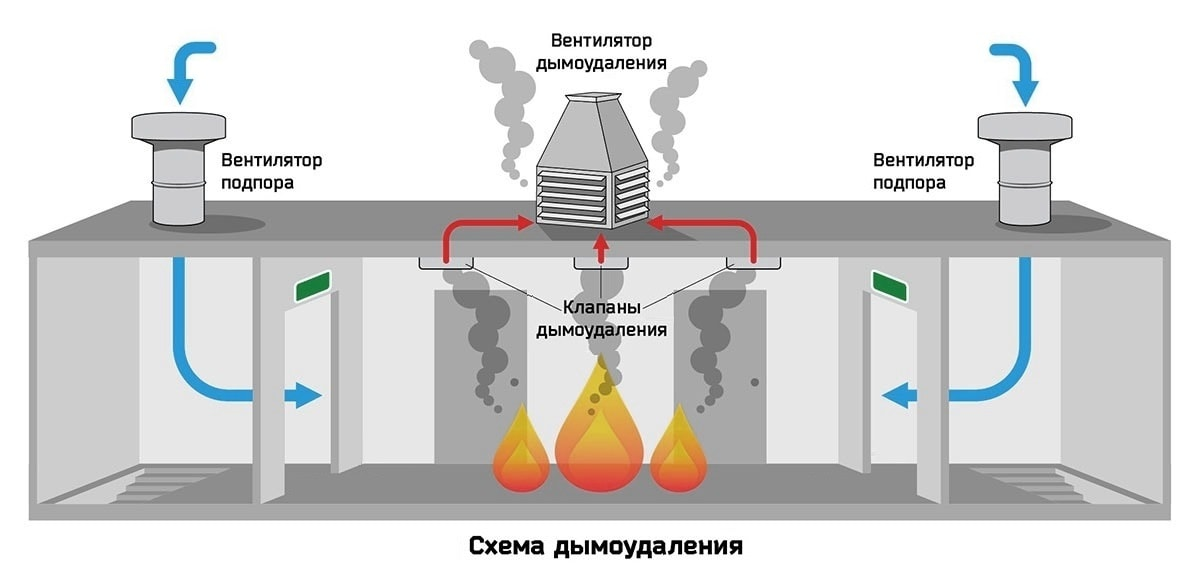 Вентилятор
дымоудаления
Вентилятор
подпора
Вентилятор
подпора
Клапаны
дымоудаления
Схема дымоудаления